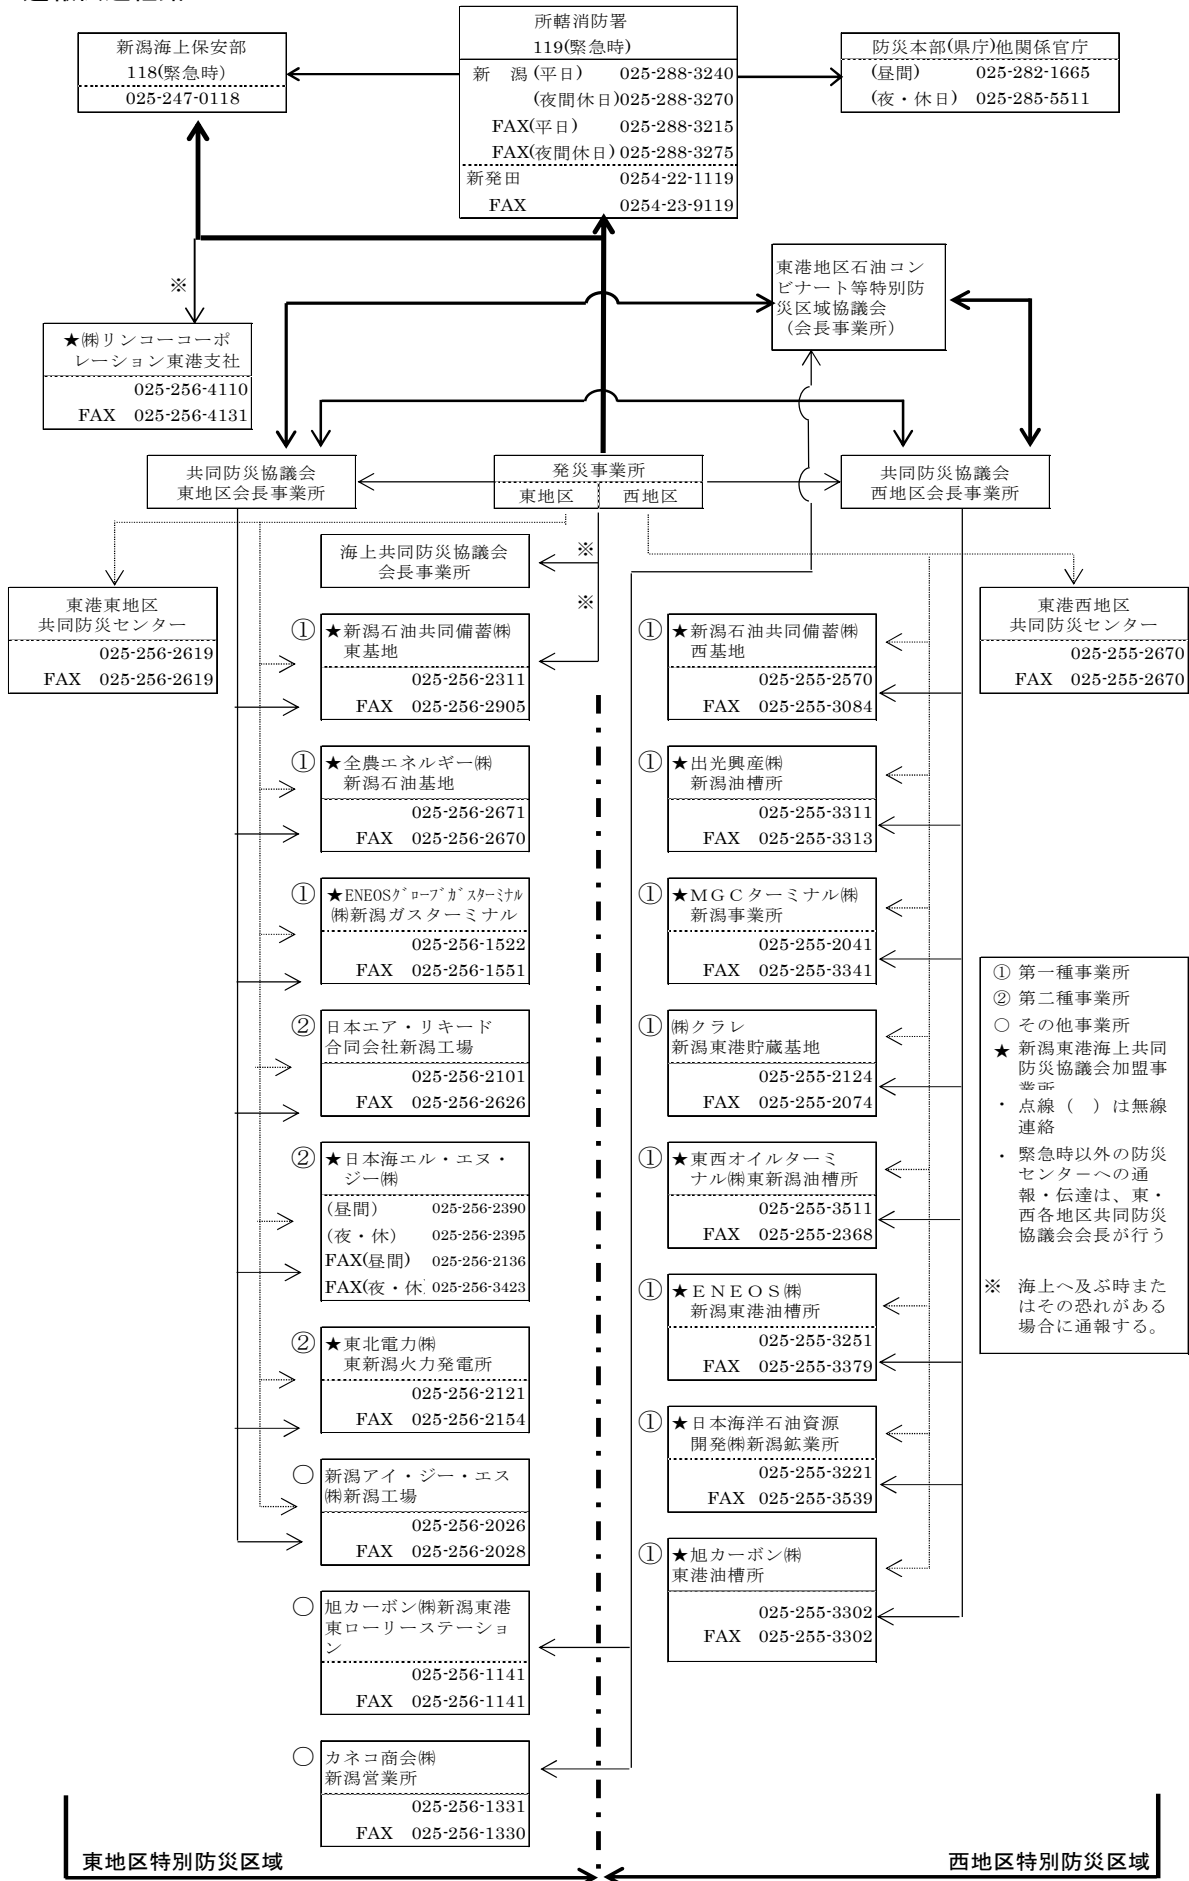 新潟海上保安部
118(緊急時)
025-247-0118
所轄消防署
119(緊急時)
新　潟 (平日)　025-288-3240
(夜間休日)025-288-3270
FAX(平日)　025-288-3215
FAX(夜間休日) 025-288-3275
新発田　0254-22-1119
FAX　0254-23-9119
防災本部(県庁)他関係官庁
(昼間)　025-282-1665
(夜・休日)　025-285-5511
※
★㈱リンコーコーポ
レーション東港支社
025-256-4110
FAX　025-256-4131
東港地区石油コン
ビナート等特別防
災区域協議会
（会長事業所）
共同防災協議会
東地区会長事業所
発災事業所
東地区　西地区
共同防災協議会
西地区会長事業所
海上共同防災協議会
会長事業所
※
※
東港東地区
共同防災センター
025-256-2619
FAX　025-256-2619
東港西地区
共同防災センター
025-255-2670
FAX　025-255-2670
① ★新潟石油共同備蓄㈱
東基地
025-256-2311
FAX　025-256-2905
① ★全農エネルギー㈱
新潟石油基地
025-256-2671
FAX　025-256-2670
① ★ENEOSｸﾞﾛｰﾌﾞｶﾞｽﾀｰﾐﾅﾙ
㈱新潟ガスターミナル
025-256-1522
FAX　025-256-1551
② 日本エア・リキード
合同会社新潟工場
025-256-2101
FAX　025-256-2626
② ★日本海エル・エヌ・
ジー㈱
(昼間)　025-256-2390
(夜・休)　025-256-2395
FAX(昼間)　025-256-2136
FAX(夜・休　025-256-3423
② ★東北電力㈱
東新潟火力発電所
025-256-2121
FAX　025-256-2154
○ 新潟アイ・ジー・エス
㈱新潟工場
025-256-2026
FAX　025-256-2028
○ 旭カーボン㈱新潟東港
東ローリーステーショ
ン
025-256-1141
FAX　025-256-1141
○ カネコ商会㈱
新潟営業所
025-256-1331
FAX　025-256-1330
① ★新潟石油共同備蓄㈱
西基地
025-255-2570
FAX　025-255-3084
① ★出光興産㈱
新潟油槽所
025-255-3311
FAX　025-255-3313
① ★ＭＧＣターミナル㈱
新潟事業所
025-255-2041
FAX　025-255-3341
① ㈱クラレ
新潟東港貯蔵基地
025-255-2124
FAX　025-255-2074
① ★東西オイルターミ
ナル㈱東新潟油槽所
025-255-3511
FAX　025-255-2368
① ★ＥＮＥＯＳ㈱
新潟東港油槽所
025-255-3251
FAX　025-255-3379
① ★日本海洋石油資源
開発㈱新潟鉱業所
025-255-3221
FAX　025-255-3539
① ★旭カーボン㈱
東港油槽所
025-255-3302
FAX　025-255-3302
① 第一種事業所
② 第二種事業所
○ その他事業所
★ 新潟東港海上共同
防災協議会加盟事
業所
・ 点線（　）は無線
連絡
・ 緊急時以外の防災
センターへの通
報・伝達は、東・
西各地区共同防災
協議会会長が行う
※ 海上へ及ぶ時また
はその恐れがある
場合に通報する。
東地区特別防災区域
西地区特別防災区域